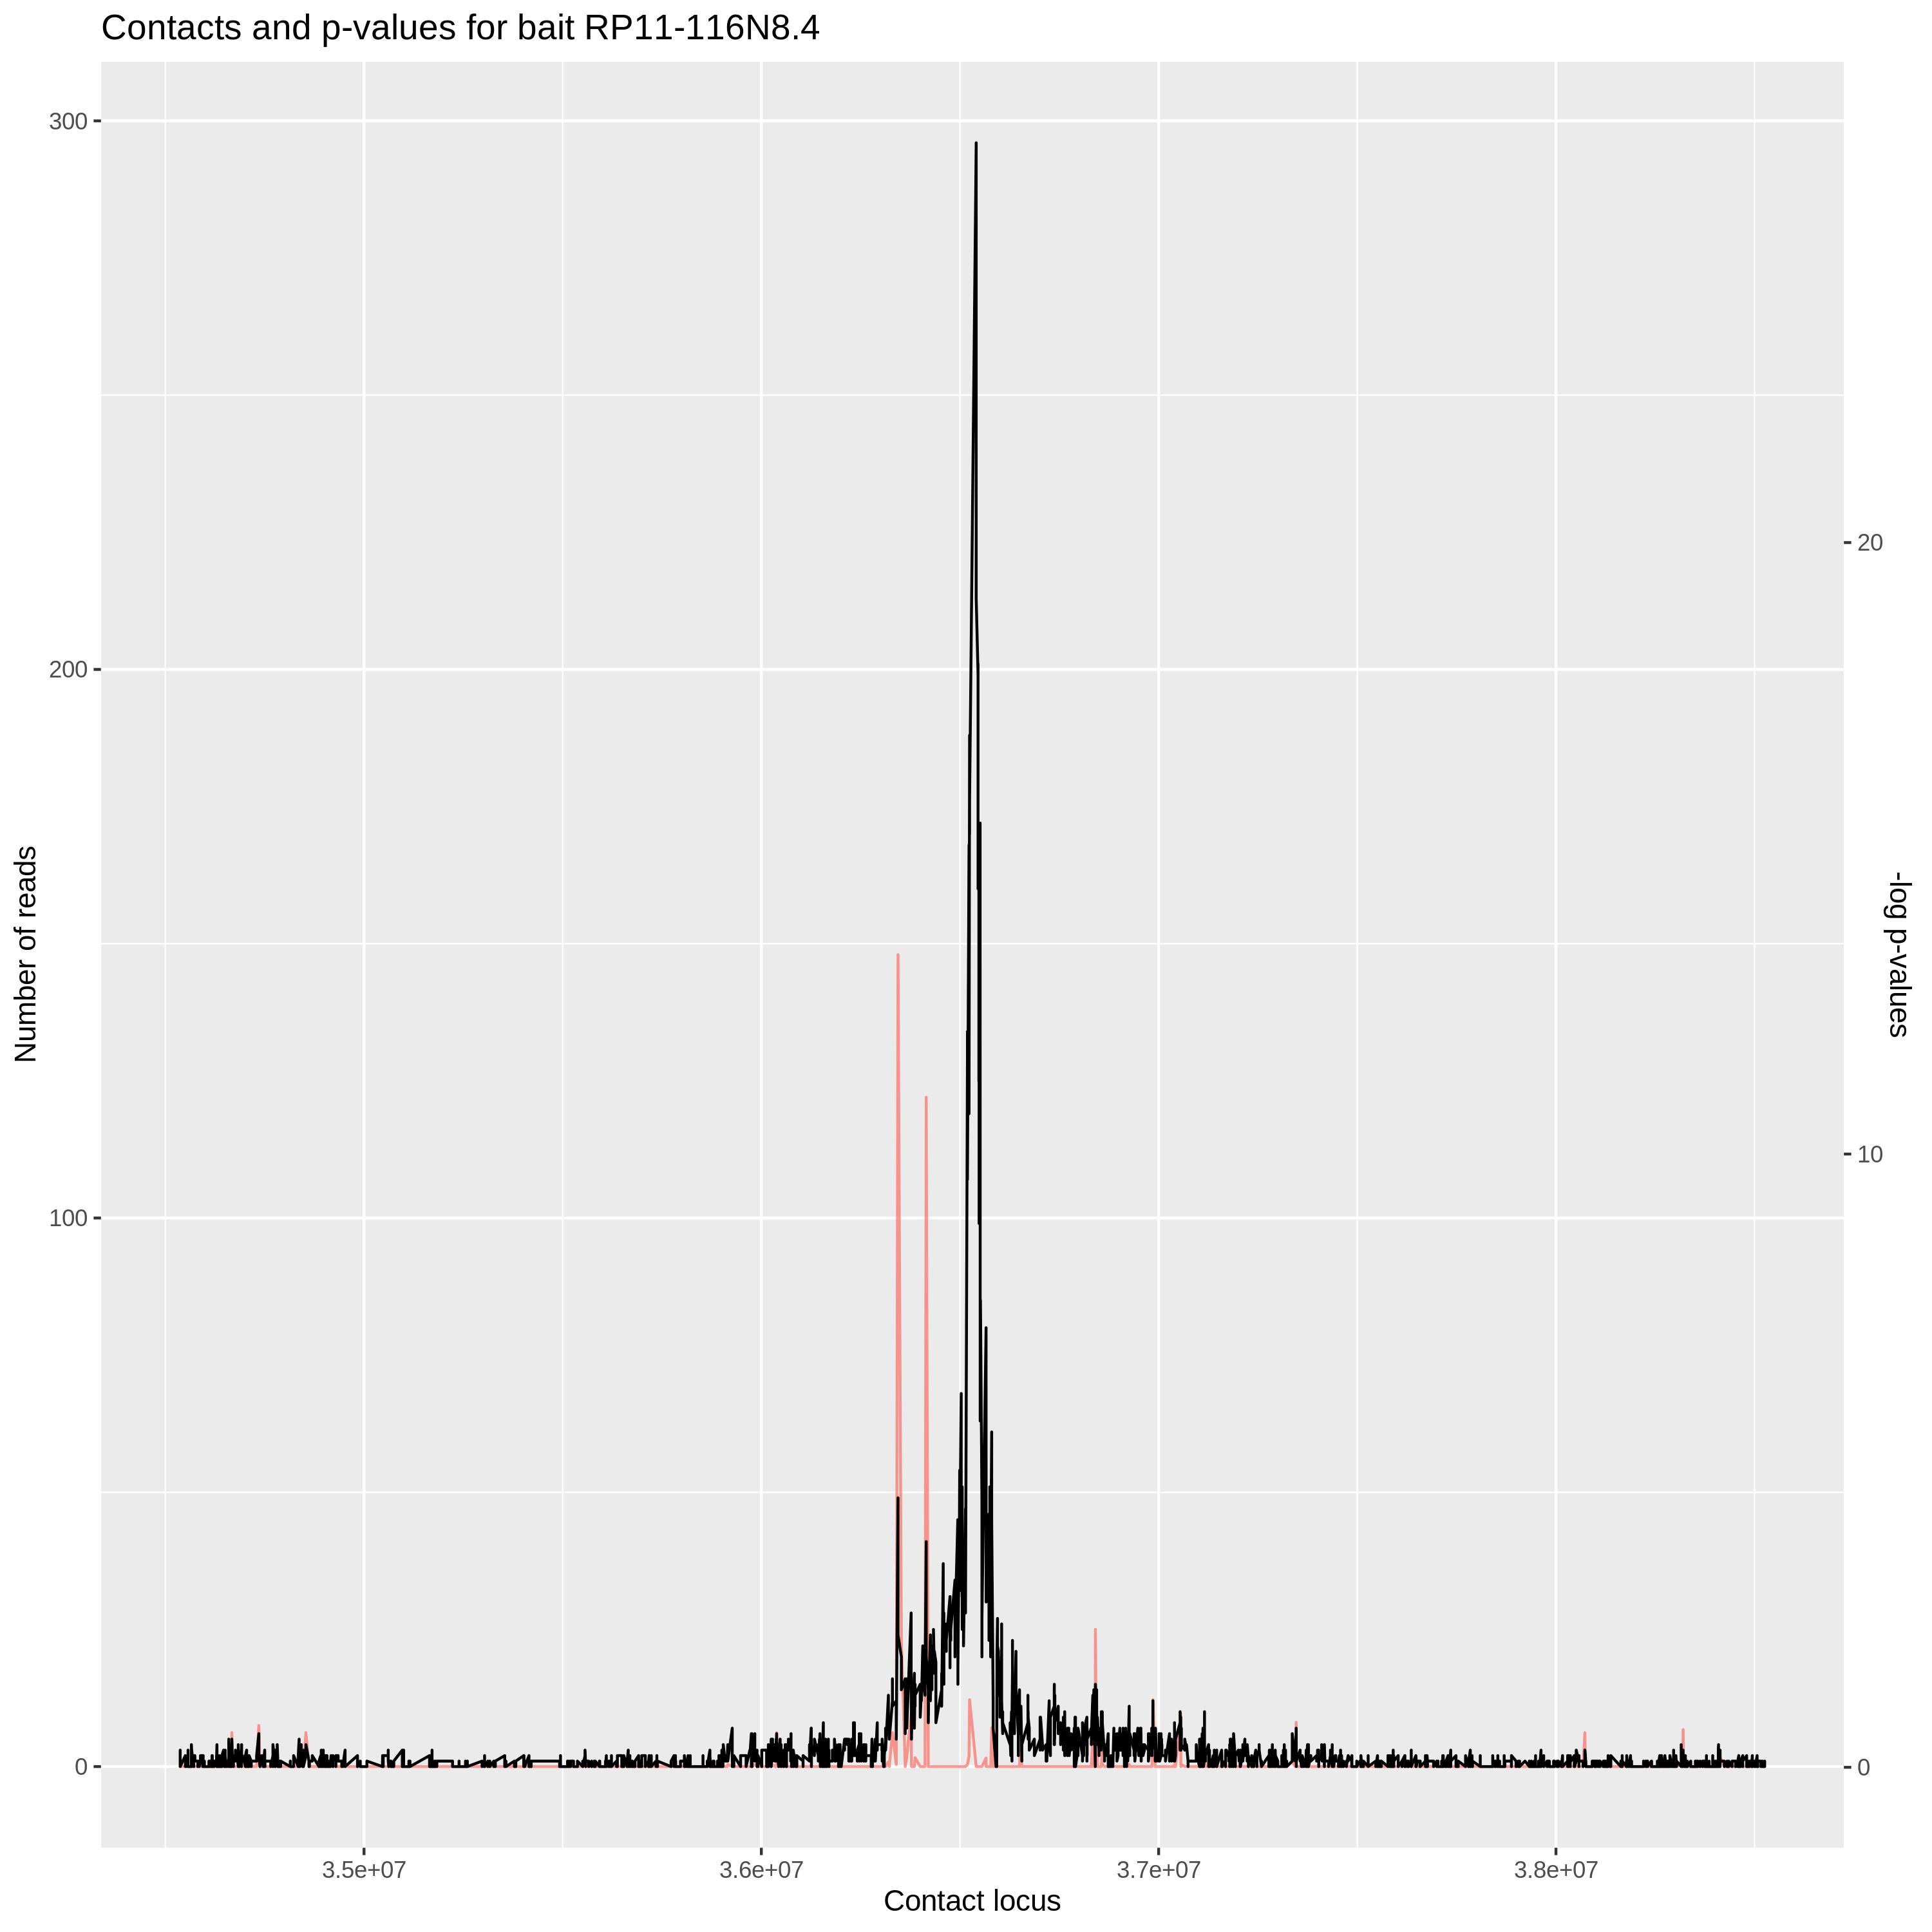 Contacts and p-values for bait RP11-116N8.4
300
200
100
0
Number of reads
20
10
0
-log p-values
3.5e+07
3.6e+07
3.7e+07
3.8e+07
Contact locus